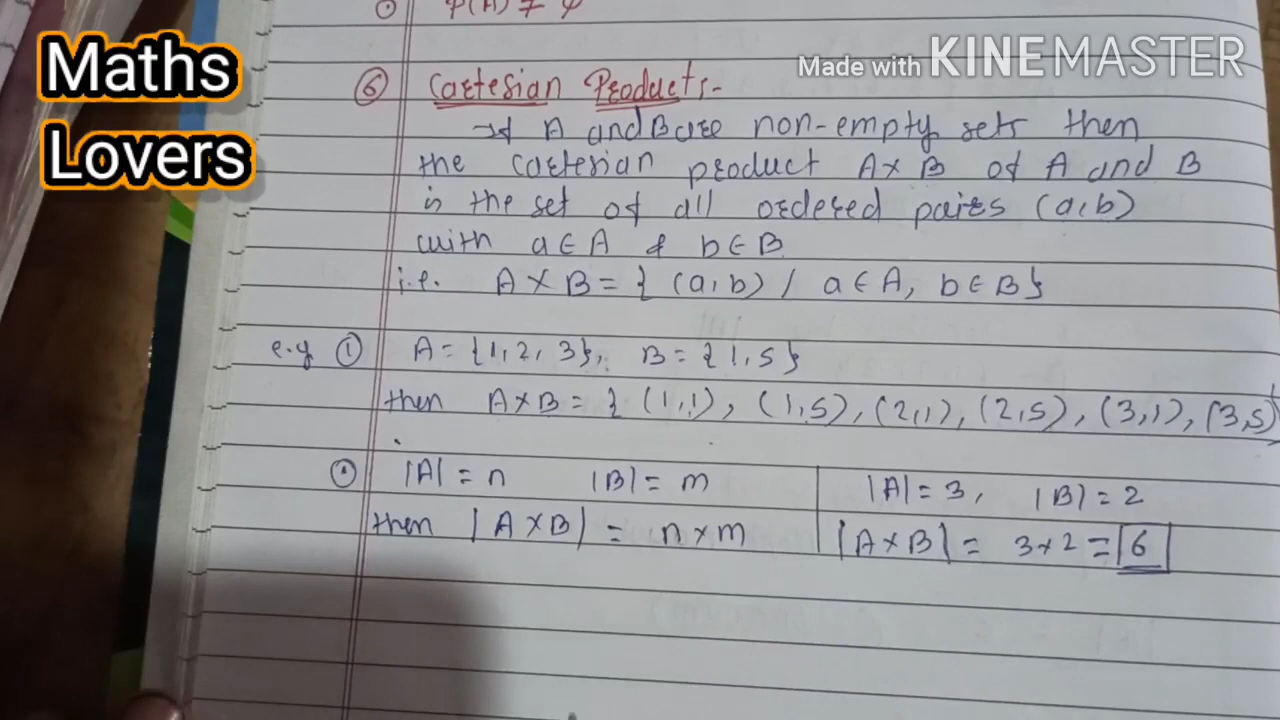 Maths
Lovers
Made with KINEMASTER
P(A) ≠ φ
⑥ Cartesian Products:-
→ If A and B are non-empty sets then
the cartesian product A×B of A and B
is the set of all ordered pairs (a,b)
with a∈A & b∈B
i.e. A×B = { (a,b) / a∈A, b∈B}
e.g ① A = {1, 2, 3}, B = {1,5}
then A×B = { (1,1), (1,5), (2,1), (2,5), (3,1), (3,5)
|A| = n |B| = m |A| = 3, |B| = 2
then |A×B| = n×m |A×B| = 3×2 = 6